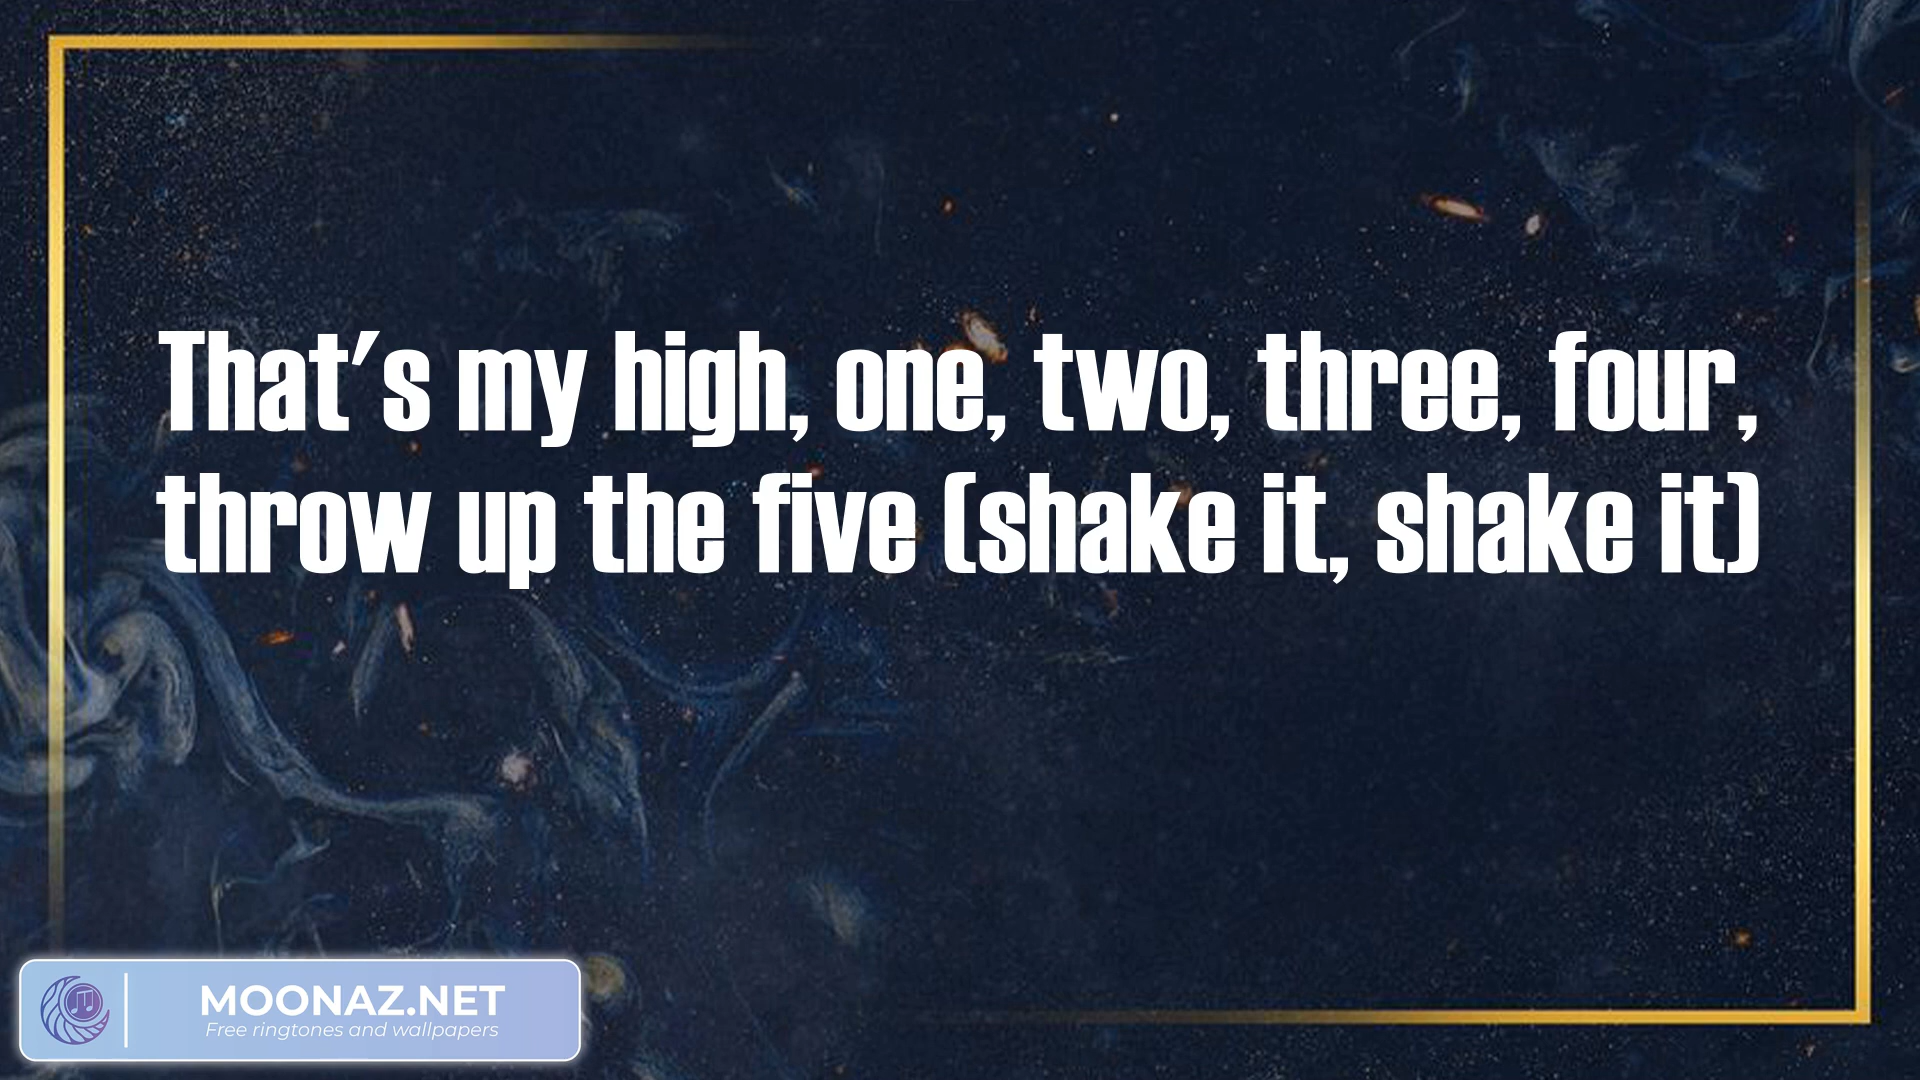 That's my high, one, two, three, four,
throw up the five (shake it, shake it)
MOONAZ.NET
Free ringtones and wallpapers